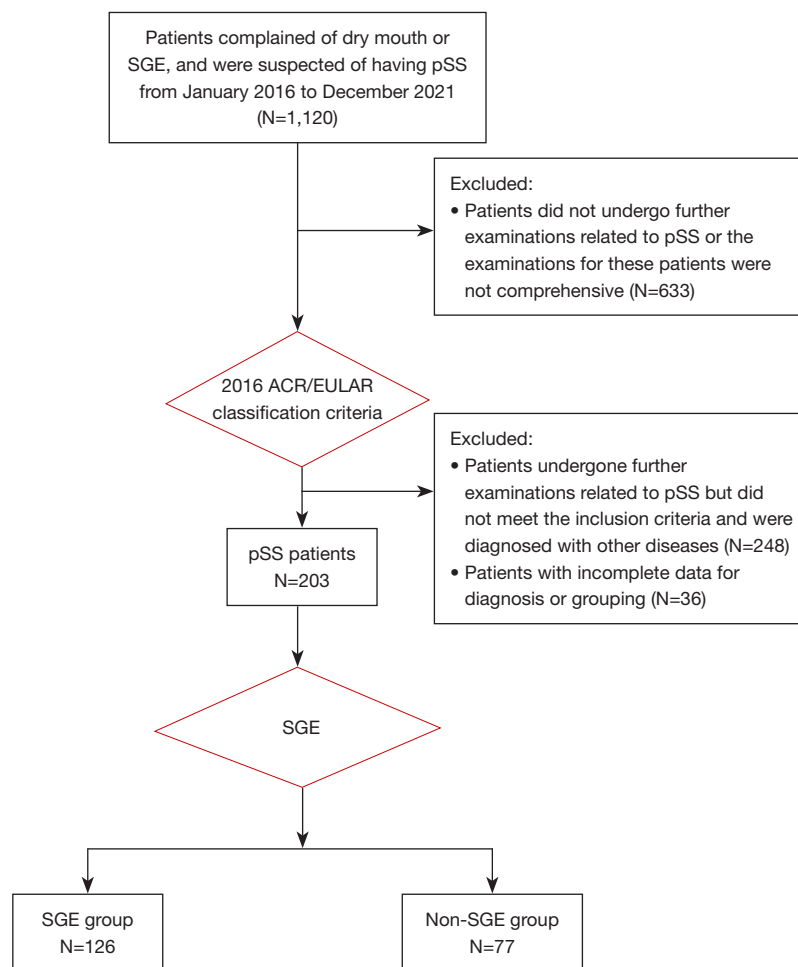 Patients complained of dry mouth or
SGE, and were suspected of having pSS
from January 2016 to December 2021
(N=1,120)
Excluded:
• Patients did not undergo further
examinations related to pSS or the
examinations for these patients were
not comprehensive (N=633)
2016 ACR/EULAR
classification criteria
Excluded:
• Patients undergone further
examinations related to pSS but did
not meet the inclusion criteria and were
diagnosed with other diseases (N=248)
• Patients with incomplete data for
diagnosis or grouping (N=36)
pSS patients
N=203
SGE
SGE group
N=126
Non-SGE group
N=77